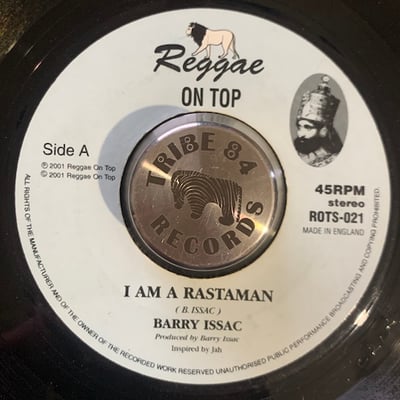 Reggae
ON TOP
Side A
℗ 2001 Reggae On Top
© 2001 Reggae On Top
TRIBE 84
RECORDS
45RPM
stereo
ROTS-021
MADE IN ENGLAND
I AM A RASTAMAN
( B. ISSAC )
BARRY ISSAC
Produced by Barry Issac
Inspired by Jah
ALL RIGHTS OF THE MANUFACTURER AND OF THE OWNER OF THE RECORDED WORK RESERVED UNAUTHORISED PUBLIC PERFORMANCE BROADCASTING AND COPYING PROHIBITED.